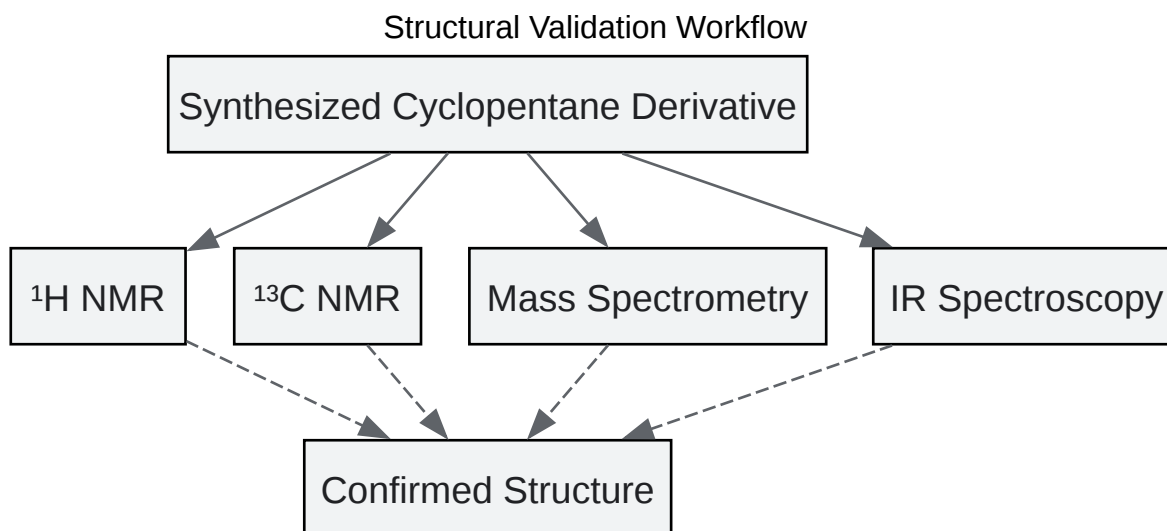 Structural Validation Workflow
Synthesized Cyclopentane Derivative
¹H NMR
¹³C NMR
Mass Spectrometry
IR Spectroscopy
Confirmed Structure